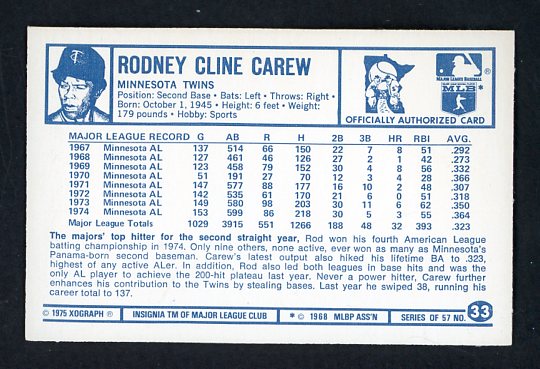 RODNEY CLINE CAREW
MINNESOTA TWINS
Position: Second Base • Bats: Left • Throws: Right •
Born: October 1, 1945 • Height: 6 feet • Weight:
179 pounds • Hobby: Sports
MAJOR LEAGUE BASEBALL
MLB
®
*
OFFICIALLY AUTHORIZED CARD
MAJOR LEAGUE RECORD G AB R H 2B 3B HR RBI AVG.
1967 Minnesota AL 137 514 66 150 22 7 8 51 .292
1968 Minnesota AL 127 461 46 126 27 2 1 42 .273
1969 Minnesota AL 123 458 79 152 30 4 8 56 .332
1970 Minnesota AL 51 191 27 70 12 3 4 28 .366
1971 Minnesota AL 147 577 88 177 16 10 2 48 .307
1972 Minnesota AL 142 535 61 170 21 6 0 51 .318
1973 Minnesota AL 149 580 98 203 30 11 6 62 .350
1974 Minnesota AL 153 599 86 218 30 5 3 55 .364
Major League Totals 1029 3915 551 1266 188 48 32 393 .323
The majors' top hitter for the second straight year, Rod won his fourth American League
batting championship in 1974. Only nine others, none active, ever won as many as Minnesota's
Panama-born second baseman. Carew's latest output also hiked his lifetime BA to .323,
highest of any active ALer. In addition, Rod also led both leagues in base hits and was the
only AL player to achieve the 200-hit plateau last year. Never a power hitter, Carew further
enhances his contribution to the Twins by stealing bases. Last year he swiped 38, running his
career total to 137.
© 1975 XOGRAPH ® INSIGNIA TM OF MAJOR LEAGUE CLUB * © 1968 MLBP ASS'N SERIES OF 57 NO. 33